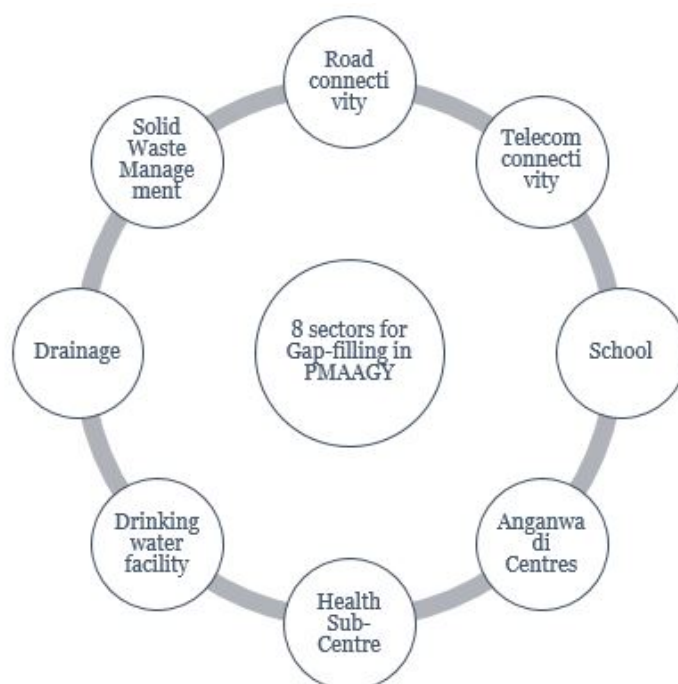 Road
connecti
vity
Telecom
connecti
vity
School
Anganwa
di
Centres
Health
Sub-
Centre
Drinking
water
facility
Drainage
Solid
Waste
Manage
ment
8 sectors for
Gap-filling in
PMAAGY